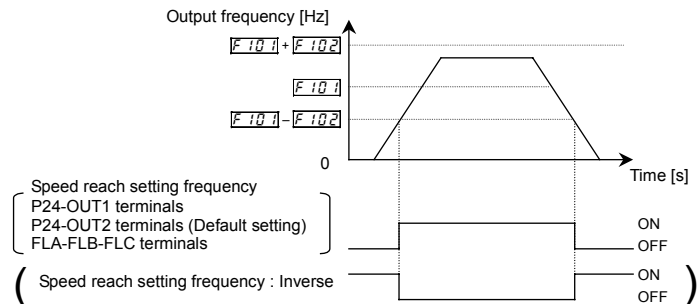 Output frequency [Hz]
F101 + F102
F101
F101 – F102
0
Time [s]
Speed reach setting frequency
P24-OUT1 terminals
P24-OUT2 terminals (Default setting)
FLA-FLB-FLC terminals
ON
OFF
( Speed reach setting frequency : Inverse )
ON
OFF